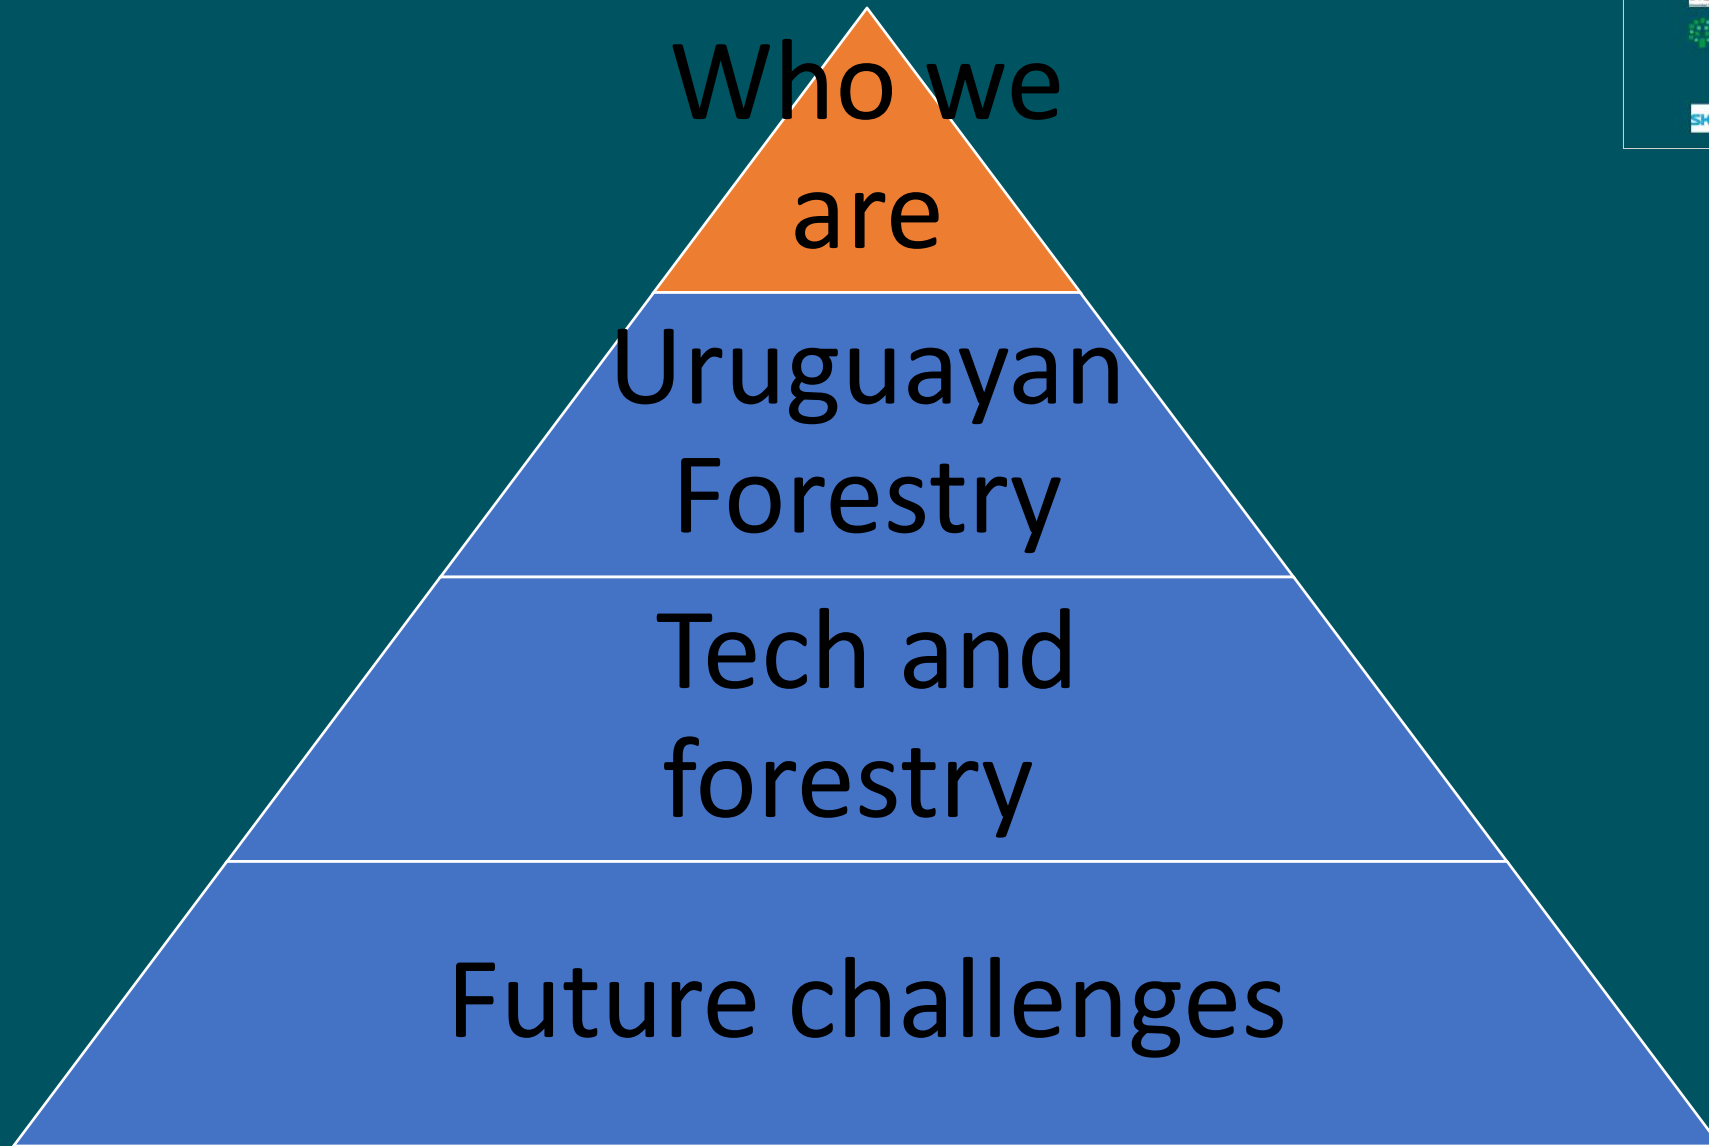 Who we
are
Uruguayan
Forestry
Tech and
forestry
Future challenges